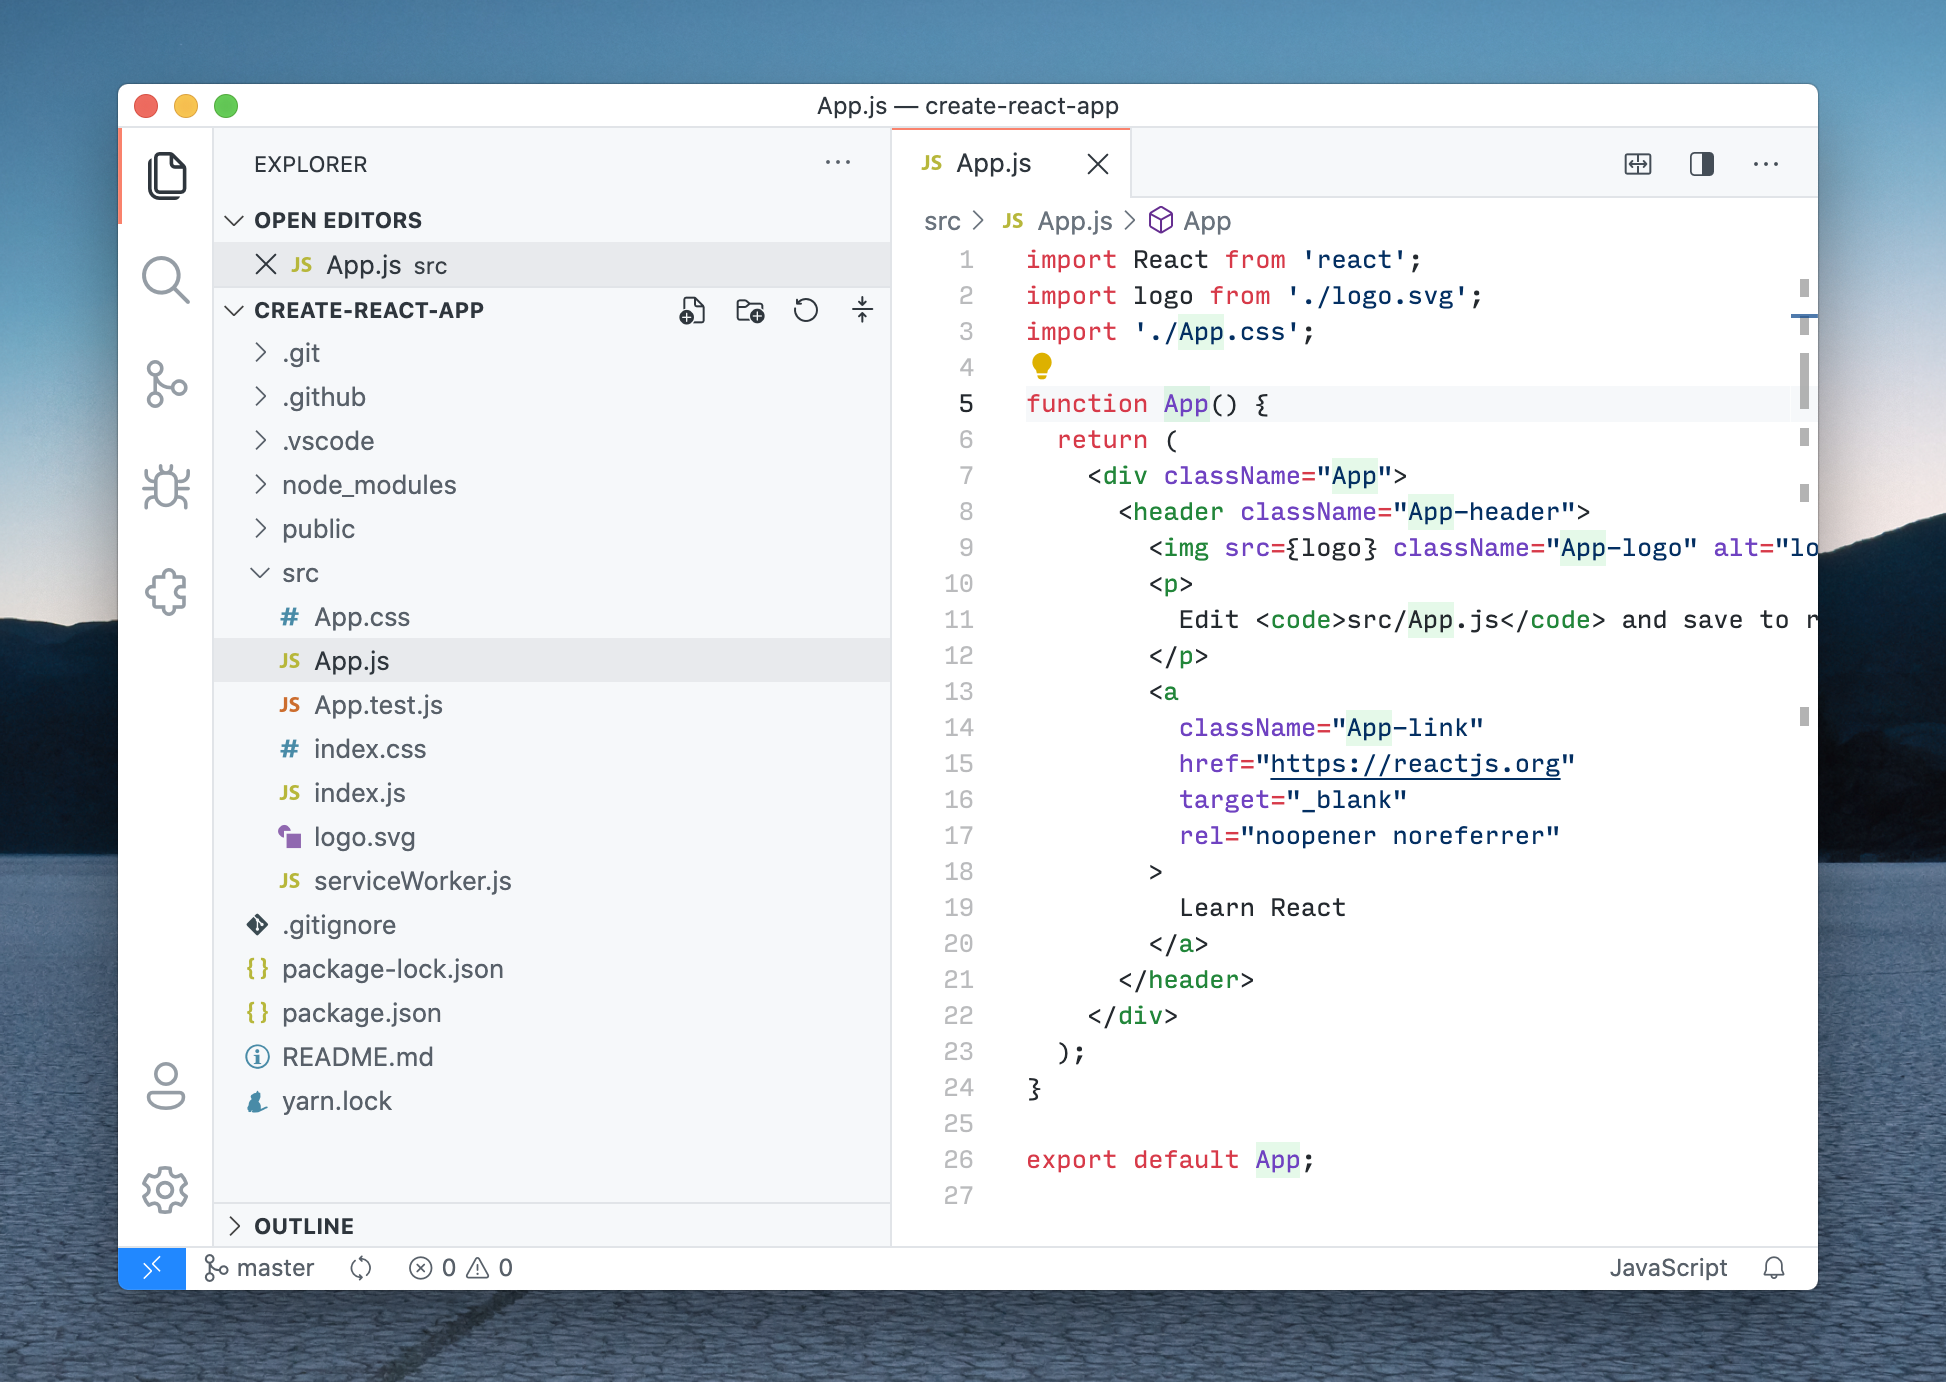 App.js — create-react-app
EXPLORER
OPEN EDITORS
JS App.js src
CREATE-REACT-APP
.git
.github
.vscode
node_modules
public
src
# App.css
JS App.js
JS App.test.js
# index.css
JS index.js
logo.svg
JS serviceWorker.js
.gitignore
{} package-lock.json
{} package.json
README.md
yarn.lock
OUTLINE
JS App.js
src > JS App.js > App
1 import React from 'react';
2 import logo from './logo.svg';
3 import './App.css';
4
5 function App() {
6 return (
7 <div className="App">
8 <header className="App-header">
9 <img src={logo} className="App-logo" alt="lo
10 <p>
11 Edit <code>src/App.js</code> and save to r
12 </p>
13 <a
14 className="App-link"
15 href="https://reactjs.org"
16 target="_blank"
17 rel="noopener noreferrer"
18 >
19 Learn React
20 </a>
21 </header>
22 </div>
23 );
24 }
25
26 export default App;
27
master 0 0 JavaScript